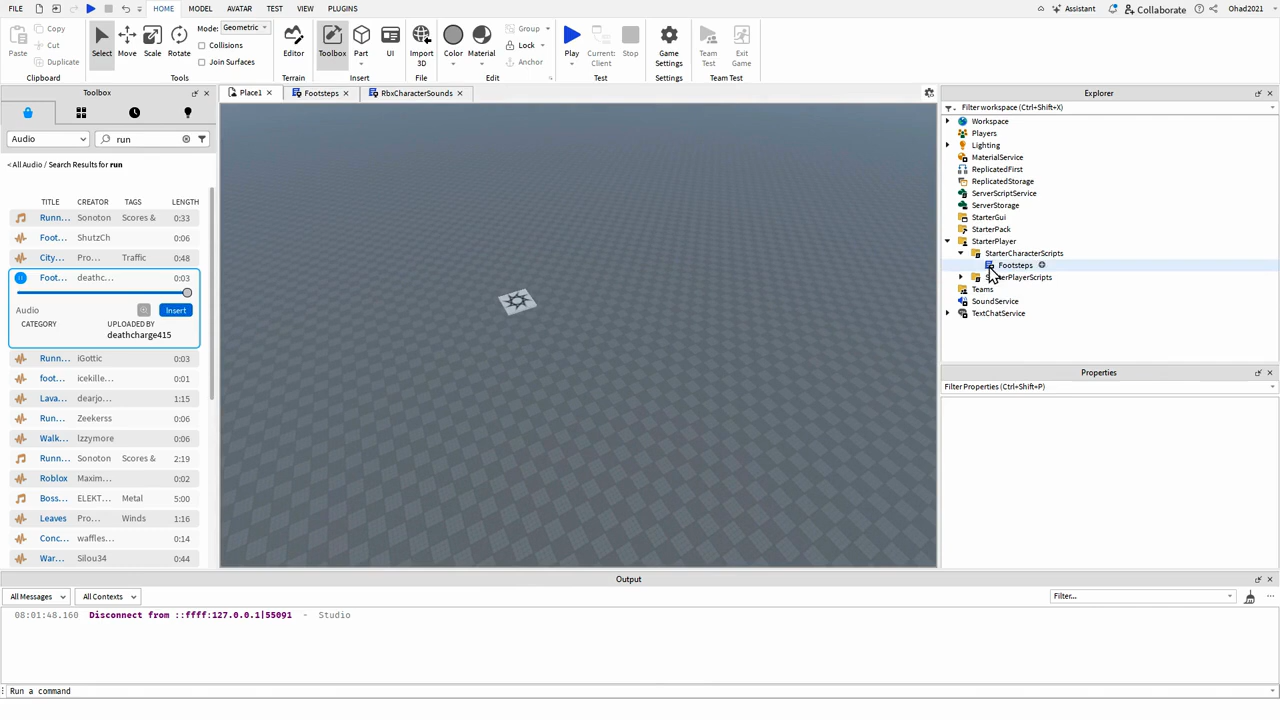 FILE HOME MODEL AVATAR TEST VIEW PLUGINS Assistant Collaborate Ohad2021
Paste Copy Cut Duplicate Clipboard
Select Move Scale Rotate Mode: Geometric Collisions Join Surfaces Tools
Editor Terrain
Toolbox Part UI Insert
Import 3D File
Color Material Group Lock Anchor Edit
Play Current: Client Stop Test
Game Settings Settings
Team Test Exit Game Team Test
Toolbox
Audio run
< All Audio / Search Results for run
TITLE CREATOR TAGS LENGTH
Runn... Sonoton Scores & 0:33
Foot... ShutzCh 0:06
City... Pro... Traffic 0:48
Foot... deathc... 0:03
Audio Insert
CATEGORY UPLOADED BY
deathcharge415
Runn... iGottic 0:03
foot... icekille... 0:01
Lava... dearjo... 1:15
Run... Zeekerss 0:06
Walk... lzzymore 0:06
Runn... Sonoton Scores & 2:19
Roblox Maxim... 0:02
Boss... ELEKT... Metal 5:00
Leaves Pro... Winds 1:16
Conc... waffles... 0:14
War... Silou34 0:44
Place1 Footsteps RbxCharacterSounds
Explorer
Filter workspace (Ctrl+Shift+X)
Workspace
Players
Lighting
MaterialService
ReplicatedFirst
ReplicatedStorage
ServerScriptService
ServerStorage
StarterGui
StarterPack
StarterPlayer
StarterCharacterScripts
Footsteps
rPlayerScripts
Teams
SoundService
TextChatService
Properties
Filter Properties (Ctrl+Shift+P)
Output
All Messages All Contexts Filter...
08:01:48.160 Disconnect from ::ffff:127.0.0.1|55091 - Studio
Run a command